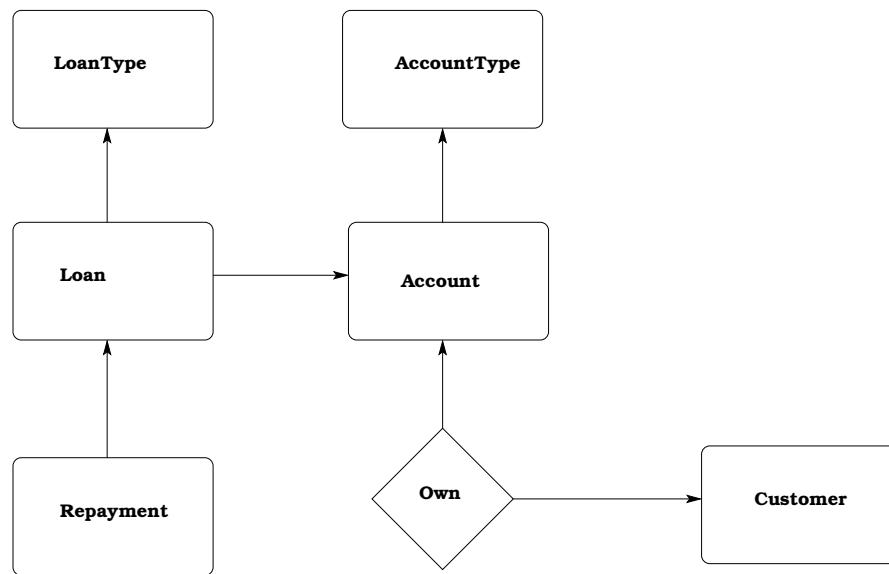 LoanType
AccountType
Loan
Account
Own
Customer
Repayment